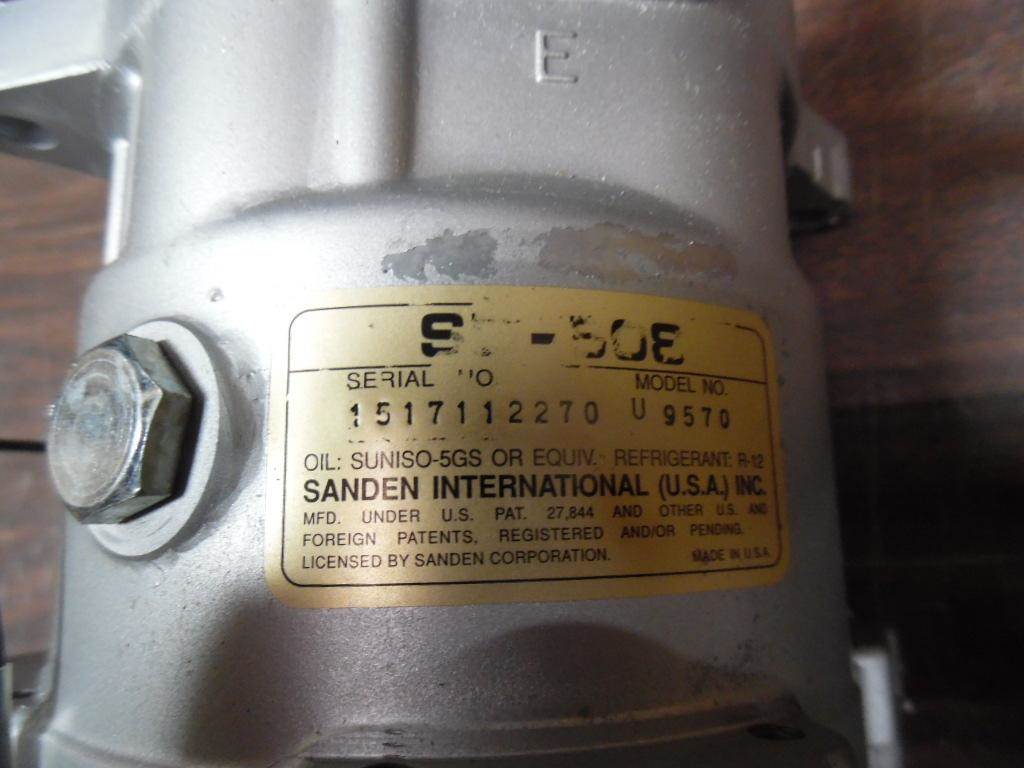 E
SERIAL NO MODEL NO.
1517112270 U 9570
OIL: SUNISO-5GS OR EQUIV. REFRIGERANT: R-12
SANDEN INTERNATIONAL (U.S.A.) INC.
MFD. UNDER U.S. PAT. 27,844 AND OTHER U.S. AND
FOREIGN PATENTS, REGISTERED AND/OR PENDING.
LICENSED BY SANDEN CORPORATION. MADE IN U.S.A.